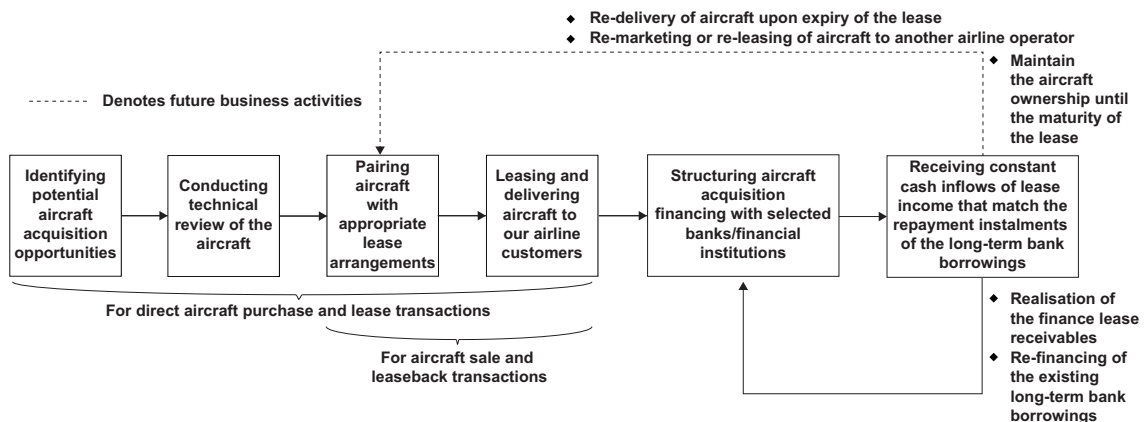 ◆ Re-delivery of aircraft upon expiry of the lease
◆ Re-marketing or re-leasing of aircraft to another airline operator
◆ Maintain
the aircraft
ownership until
the maturity of
the lease
Denotes future business activities
Identifying
potential
aircraft
acquisition
opportunities
Conducting
technical
review of the
aircraft
Pairing
aircraft with
appropriate
lease
arrangements
Leasing and
delivering
aircraft to
our airline
customers
Structuring aircraft
acquisition
financing with selected
banks/financial
institutions
Receiving constant
cash inflows of lease
income that match the
repayment instalments
of the long-term bank
borrowings
For direct aircraft purchase and lease transactions
For aircraft sale and
leaseback transactions
◆ Realisation of
the finance lease
receivables
◆ Re-financing of
the existing
long-term bank
borrowings